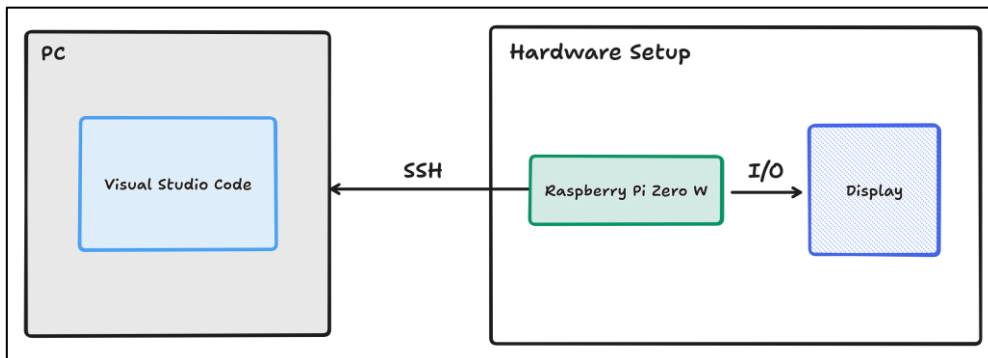 PC
Visual Studio Code
SSH
Hardware Setup
Raspberry Pi Zero W
I/O
Display